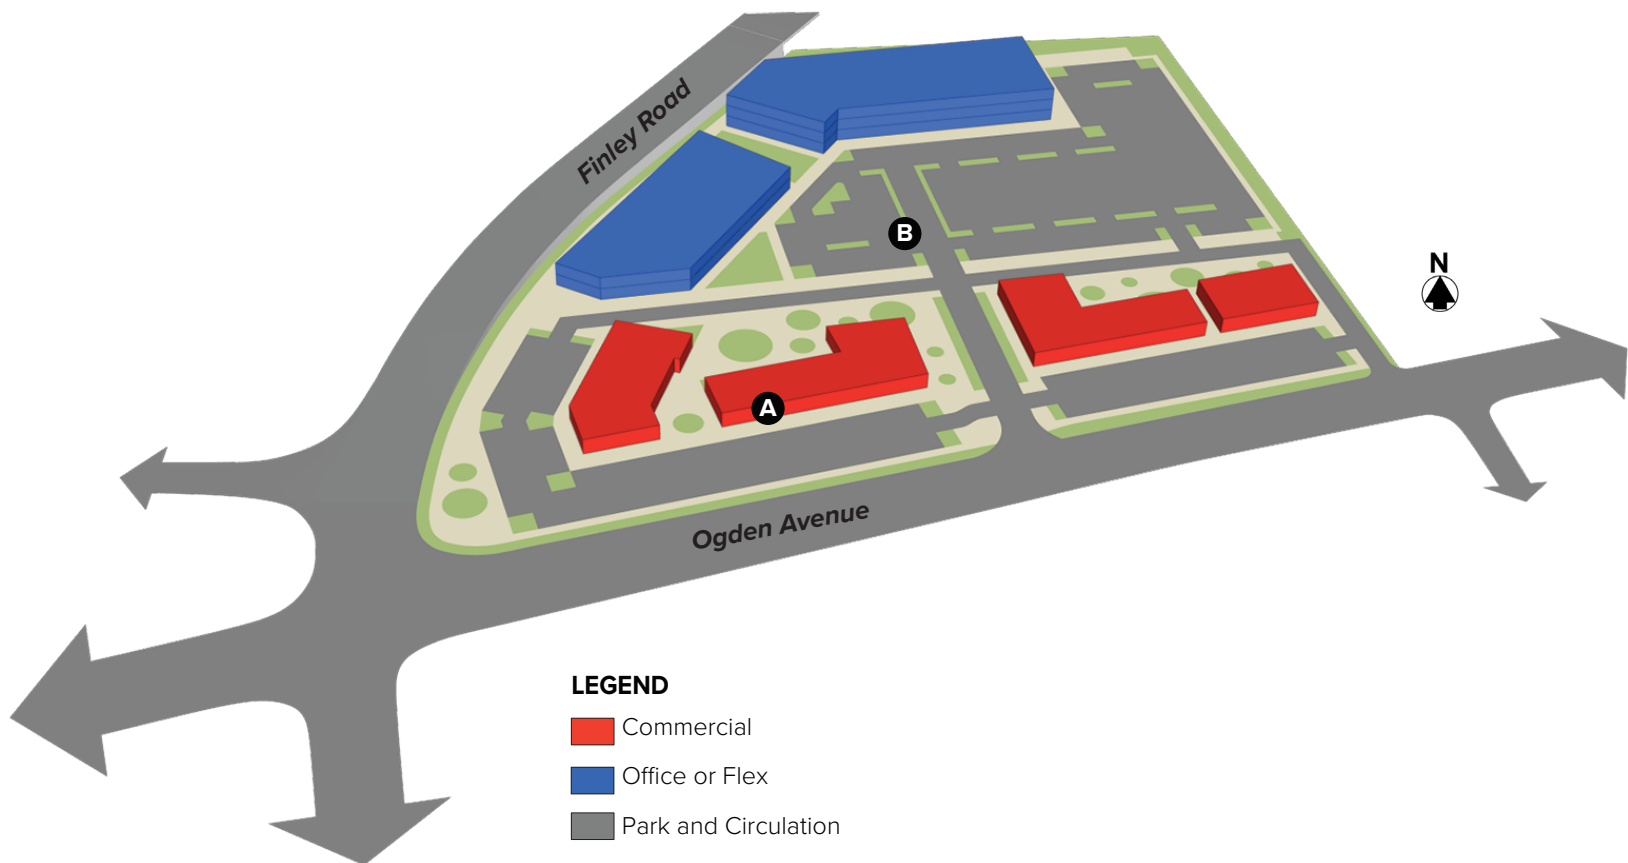 Finley Road
B
N
A
Ogden Avenue
LEGEND
Commercial
Office or Flex
Park and Circulation